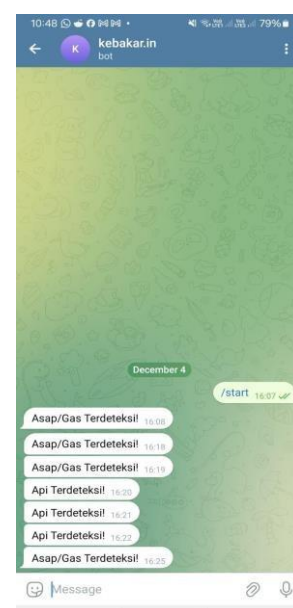 10:48 79%
K kebakar.in
bot
December 4
/start 16:07
Asap/Gas Terdeteksi! 16:08
Asap/Gas Terdeteksi! 16:18
Asap/Gas Terdeteksi! 16:19
Api Terdeteksi! 16:20
Api Terdeteksi! 16:21
Api Terdeteksi! 16:22
Asap/Gas Terdeteksi! 16:25
Message